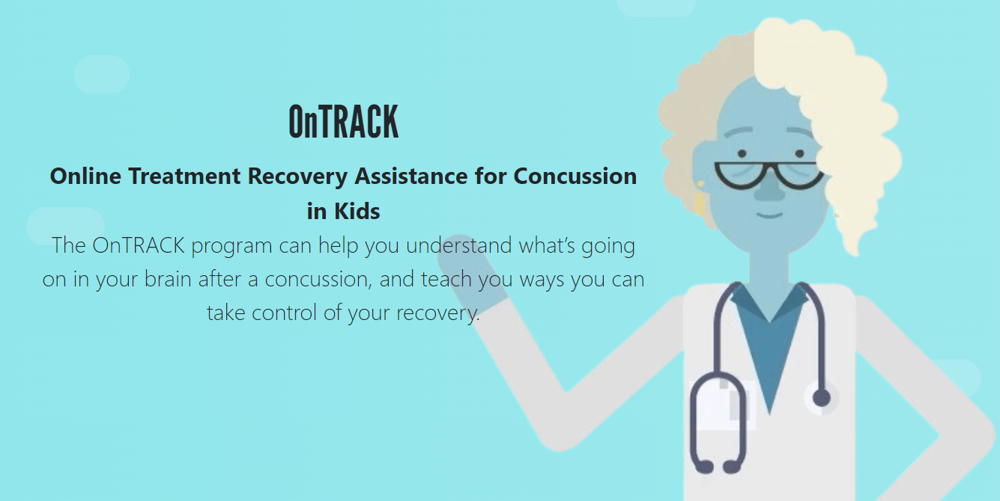 OnTRACK
Online Treatment Recovery Assistance for Concussion
in Kids
The OnTRACK program can help you understand what’s going
on in your brain after a concussion, and teach you ways you can
take control of your recovery.